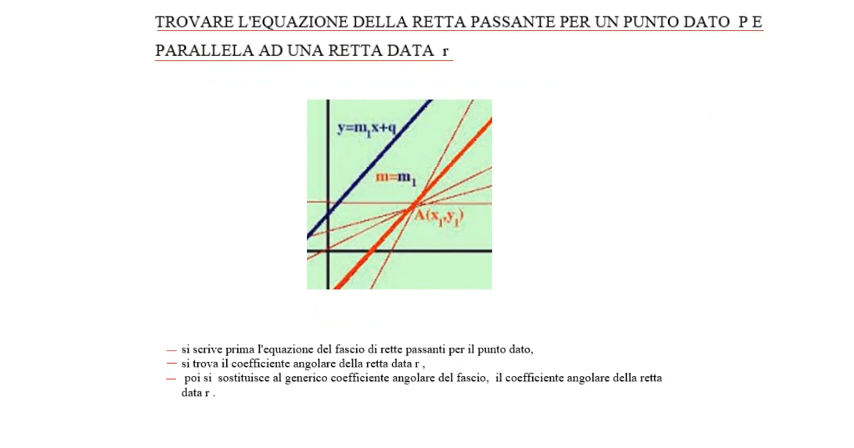 TROVARE L'EQUAZIONE DELLA RETTA PASSANTE PER UN PUNTO DATO P E
PARALLELA AD UNA RETTA DATA r
y=m₁x+q
m=m₁
A(x₁,y₁)
— si scrive prima l'equazione del fascio di rette passanti per il punto dato,
— si trova il coefficiente angolare della retta data r ,
— poi si sostituisce al generico coefficiente angolare del fascio, il coefficiente angolare della retta
data r .